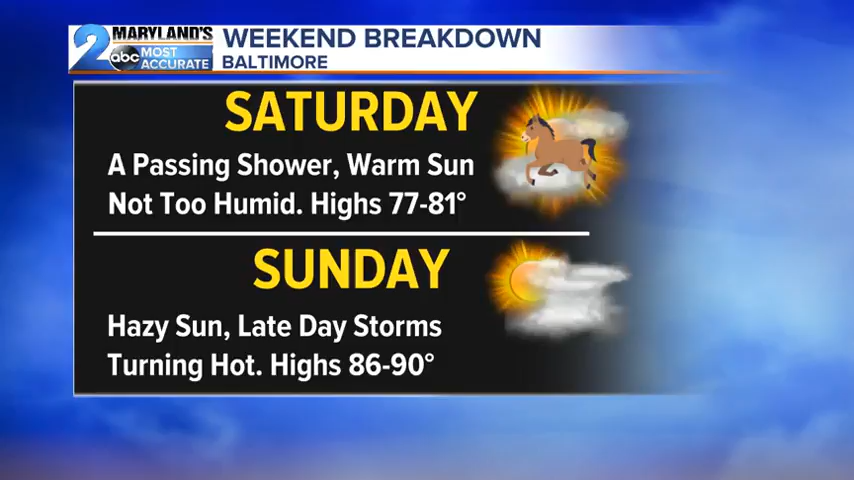 2 MARYLAND'S
abc MOST
ACCURATE
WEEKEND BREAKDOWN
BALTIMORE
SATURDAY
A Passing Shower, Warm Sun
Not Too Humid. Highs 77-81°
SUNDAY
Hazy Sun, Late Day Storms
Turning Hot. Highs 86-90°